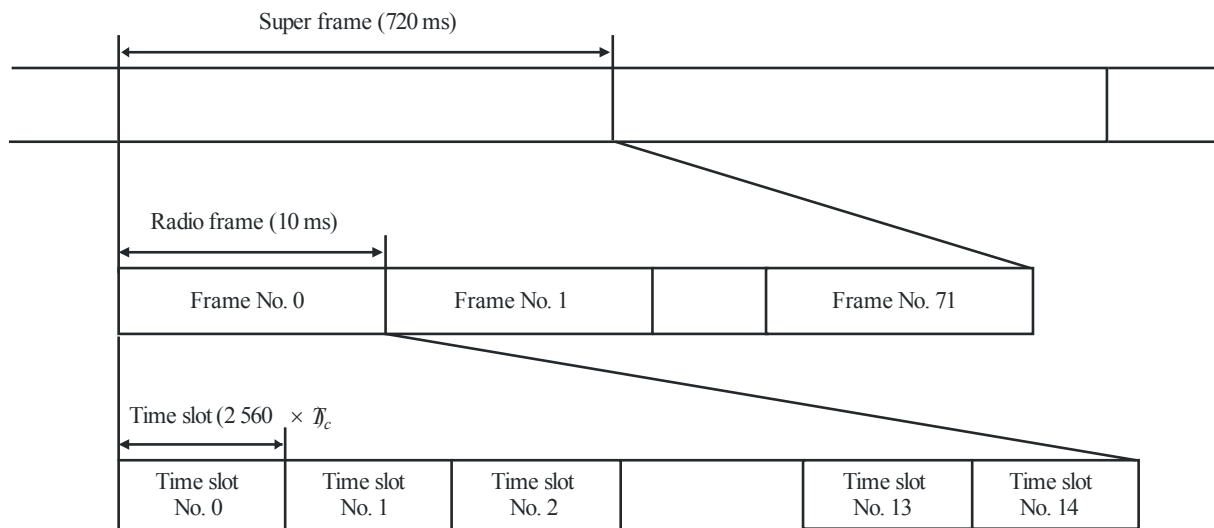 Super frame (720 ms)
Radio frame (10 ms)
Frame No. 0
Frame No. 1
Frame No. 71
Time slot (2 560 × T_c)
Time slot
No. 0
Time slot
No. 1
Time slot
No. 2
Time slot
No. 13
Time slot
No. 14